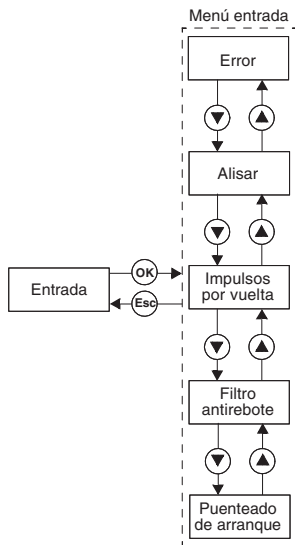 Menú entrada
Error
Alisar
OK
Entrada
Esc
Impulsos
por vuelta
Filtro
antirebote
Puenteado
de arranque